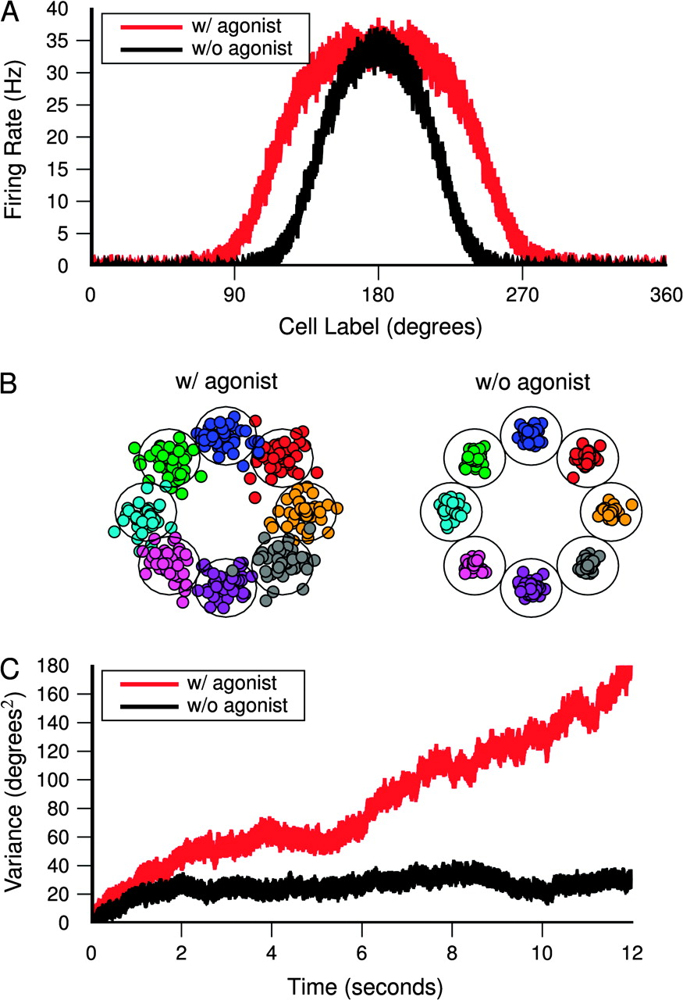 A
40
35
30
25
20
15
10
5
0
Firing Rate (Hz)
w/ agonist
w/o agonist
0 90 180 270 360
Cell Label (degrees)
B
w/ agonist w/o agonist
C
180
160
140
120
100
80
60
40
20
0
Variance (degrees²)
w/ agonist
w/o agonist
0 2 4 6 8 10 12
Time (seconds)